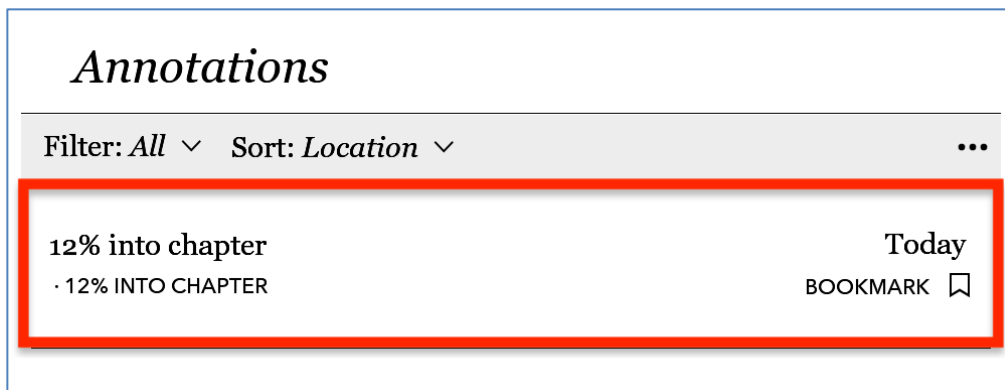 Annotations
Filter: All Sort: Location
12% into chapter Today
· 12% INTO CHAPTER BOOKMARK